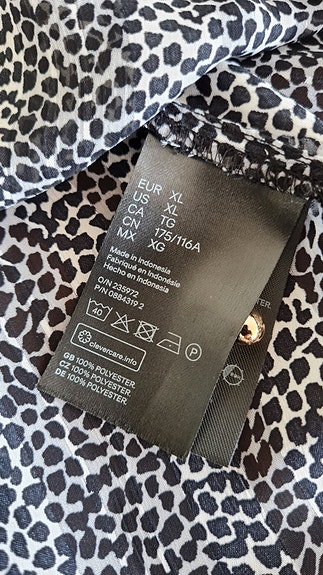 EUR XL
US XL
CA TG
CN 175/116A
MX XG
Made in Indonesia
Fabriqué en Indonésie
Hecho en Indonesia
O/N 235972
P/N 0884319 2
40 P
clevercare.info
GB 100% POLYESTER.
CZ 100% POLYESTER.
DE 100% POLYESTER.
TER.